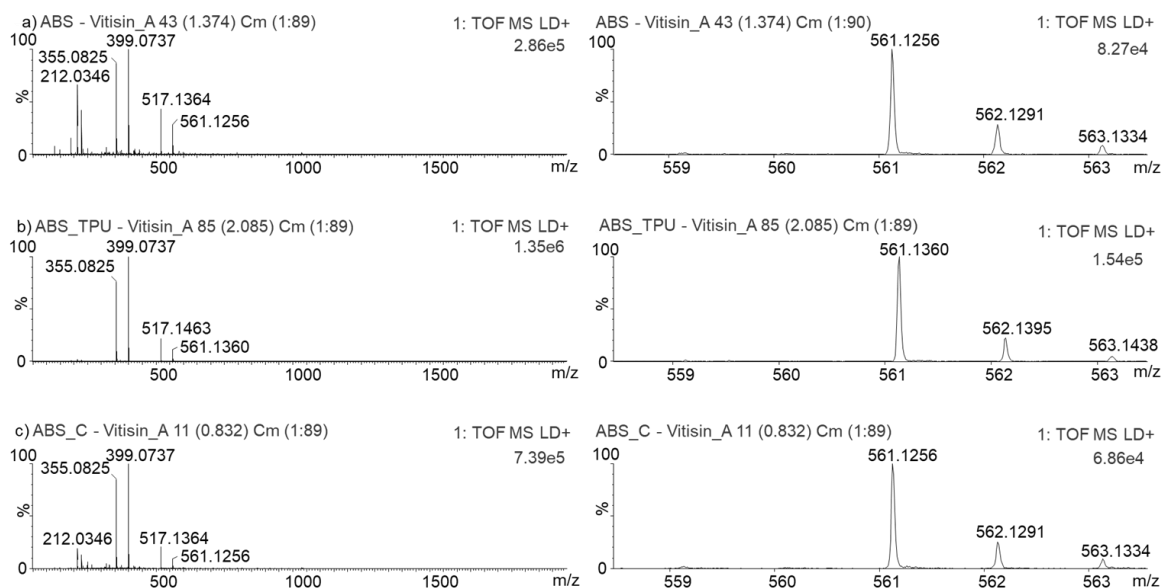 a) ABS - Vitisin_A 43 (1.374) Cm (1:89)
1: TOF MS LD+
2.86e5
100
399.0737
355.0825
212.0346
517.1364
561.1256
%
0
500
1000
1500
m/z
ABS - Vitisin_A 43 (1.374) Cm (1:90)
1: TOF MS LD+
8.27e4
100
561.1256
562.1291
563.1334
%
0
559
560
561
562
563
m/z
b) ABS_TPU - Vitisin_A 85 (2.085) Cm (1:89)
1: TOF MS LD+
1.35e6
100
399.0737
355.0825
517.1463
561.1360
%
0
500
1000
1500
m/z
ABS_TPU - Vitisin_A 85 (2.085) Cm (1:89)
1: TOF MS LD+
1.54e5
100
561.1360
562.1395
563.1438
%
0
559
560
561
562
563
m/z
c) ABS_C - Vitisin_A 11 (0.832) Cm (1:89)
1: TOF MS LD+
7.39e5
100
399.0737
355.0825
212.0346
517.1364
561.1256
%
0
500
1000
1500
m/z
ABS_C - Vitisin_A 11 (0.832) Cm (1:89)
1: TOF MS LD+
6.86e4
100
561.1256
562.1291
563.1334
%
0
559
560
561
562
563
m/z